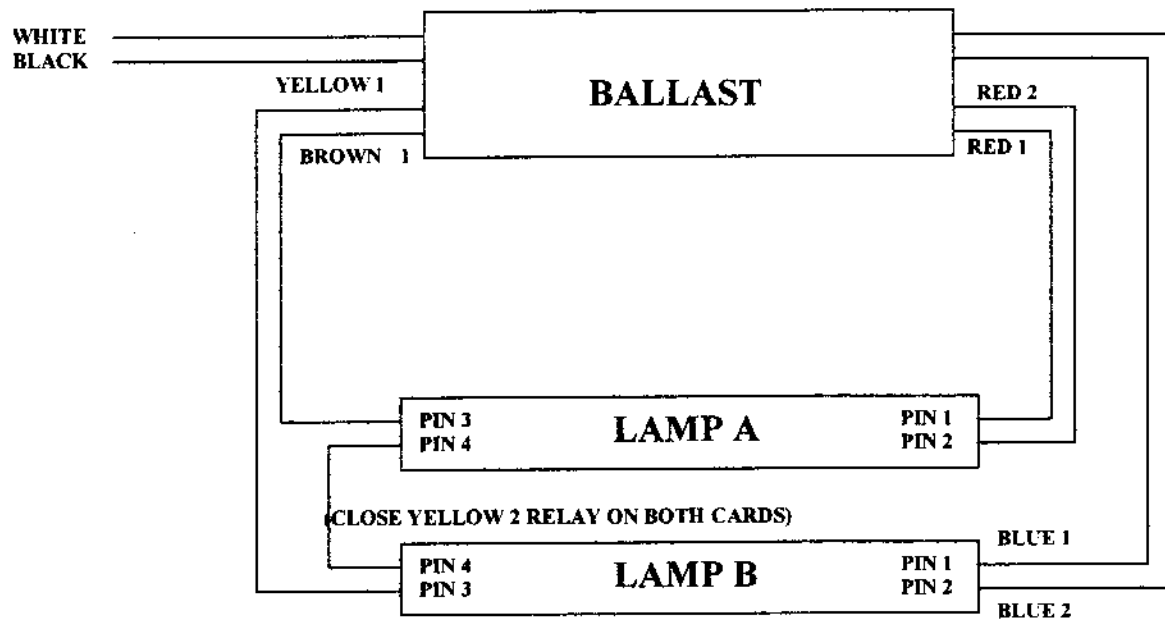 WHITE
BLACK
BALLAST
YELLOW 1
RED 2
BROWN 1
RED 1
PIN 3
PIN 4
LAMP A
PIN 1
PIN 2
(CLOSE YELLOW 2 RELAY ON BOTH CARDS)
BLUE 1
PIN 4
PIN 3
LAMP B
PIN 1
PIN 2
BLUE 2